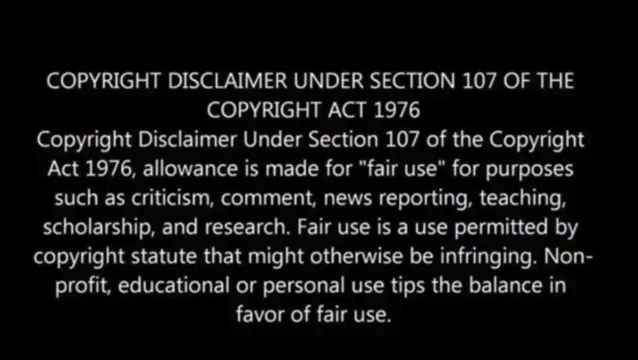 COPYRIGHT DISCLAIMER UNDER SECTION 107 OF THE
COPYRIGHT ACT 1976
Copyright Disclaimer Under Section 107 of the Copyright
Act 1976, allowance is made for "fair use" for purposes
such as criticism, comment, news reporting, teaching,
scholarship, and research. Fair use is a use permitted by
copyright statute that might otherwise be infringing. Non-
profit, educational or personal use tips the balance in
favor of fair use.